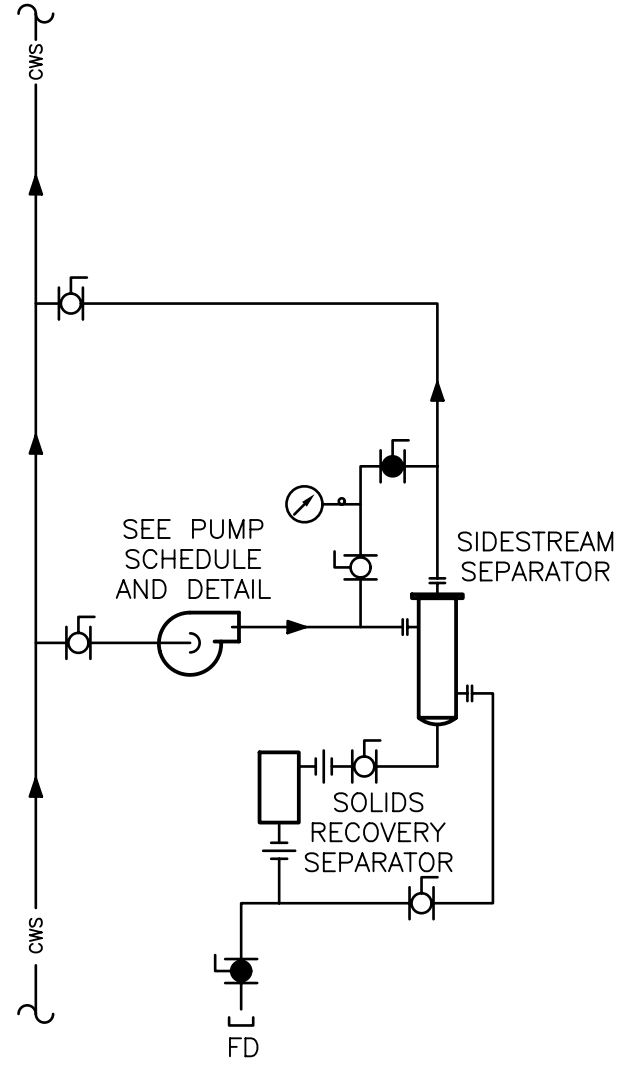 CWS
SEE PUMP
SCHEDULE
AND DETAIL
SIDESTREAM
SEPARATOR
SOLIDS
RECOVERY
SEPARATOR
CWS
FD